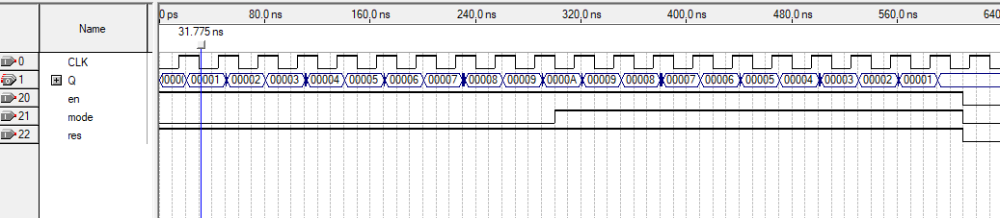 Name
0 ps 80.0 ns 160.0 ns 240.0 ns 320.0 ns 400.0 ns 480.0 ns 560.0 ns 640
31.775 ns
0 CLK
1 Q 00001 00002 00003 00004 00005 00006 00007 00008 00009 0000A 00009 00008 00007 00006 00005 00004 00003 00002 00001
20 en
21 mode
22 res